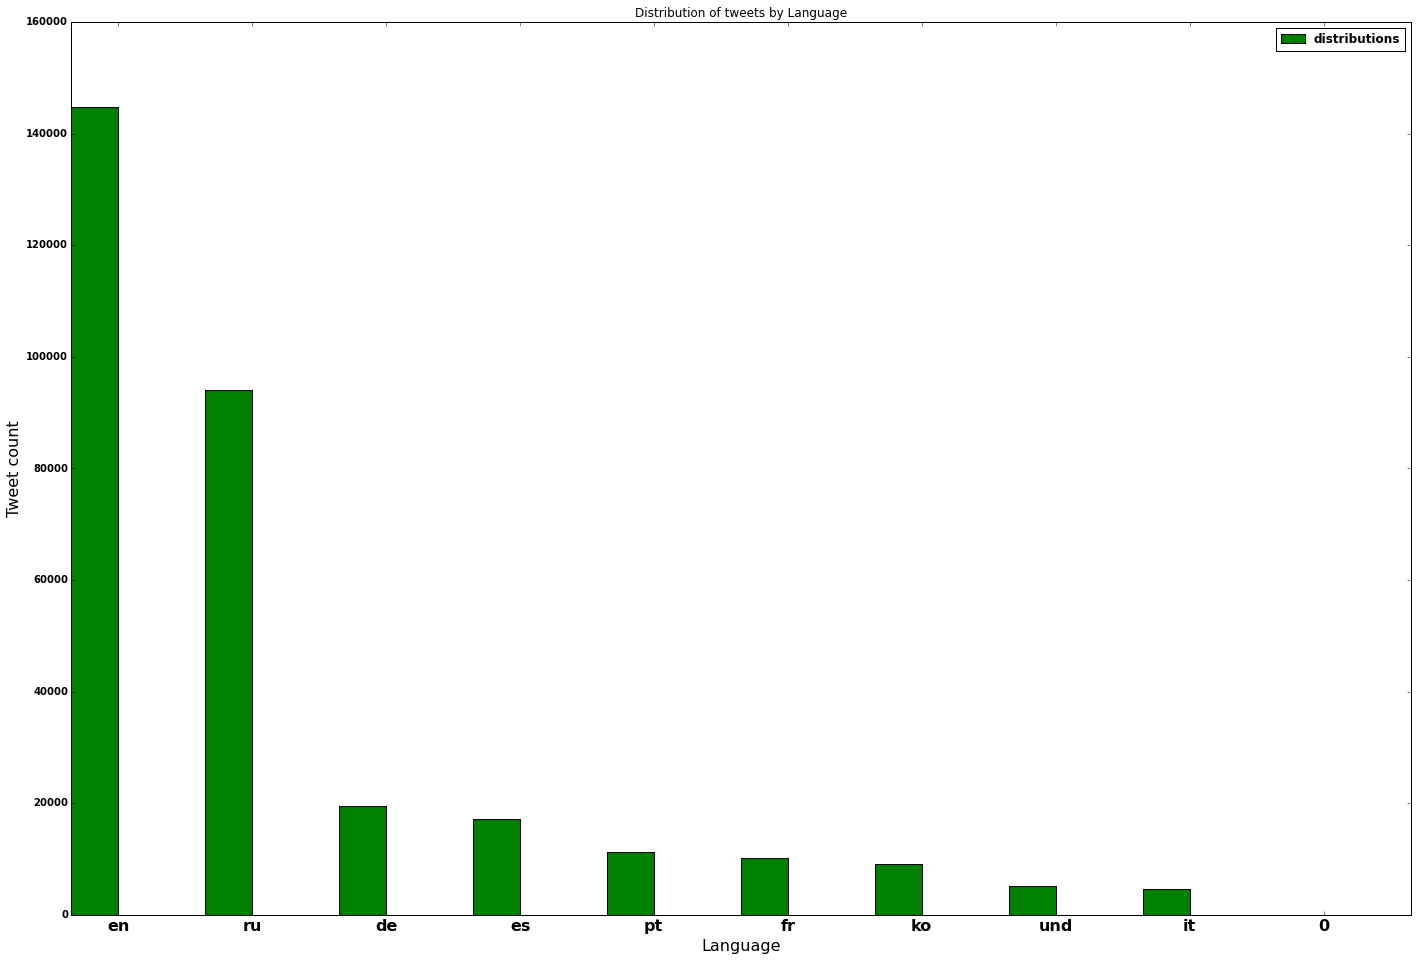 Distribution of tweets by Language
distributions
160000
140000
120000
100000
80000
60000
40000
20000
0
Tweet count
en ru de es pt fr ko und it 0
Language